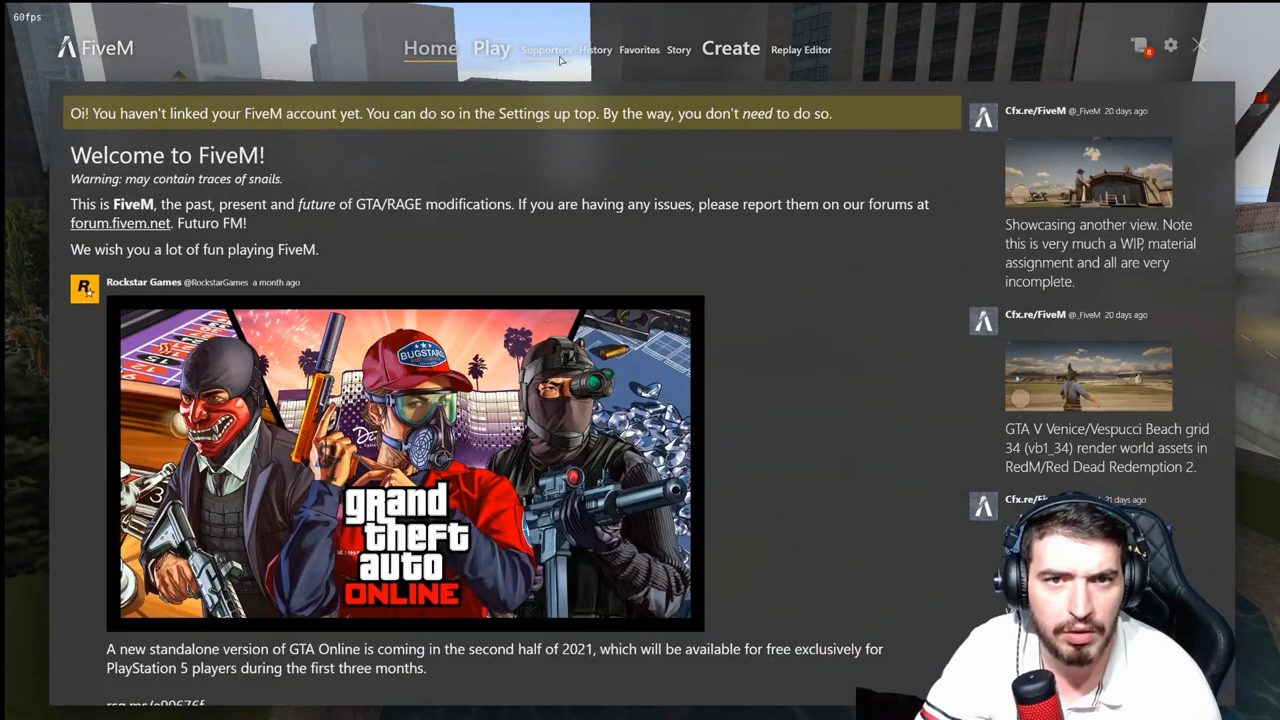 60fps
FiveM
Home Play Supporters History Favorites Story Create Replay Editor
8
Oi! You haven't linked your FiveM account yet. You can do so in the Settings up top. By the way, you don't need to do so.
Welcome to FiveM!
Warning: may contain traces of snails.
This is FiveM, the past, present and future of GTA/RAGE modifications. If you are having any issues, please report them on our forums at
forum.fivem.net. Futuro FM!
We wish you a lot of fun playing FiveM.
Rockstar Games @RockstarGames a month ago
BUGSTARS
grand
theft
auto
ONLINE
A new standalone version of GTA Online is coming in the second half of 2021, which will be available for free exclusively for
PlayStation 5 players during the first three months.
Cfx.re/FiveM @_FiveM 20 days ago
Showcasing another view. Note
this is very much a WIP, material
assignment and all are very
incomplete.
Cfx.re/FiveM @_FiveM 20 days ago
GTA V Venice/Vespucci Beach grid
34 (vb1_34) render world assets in
RedM/Red Dead Redemption 2.
21 days ago